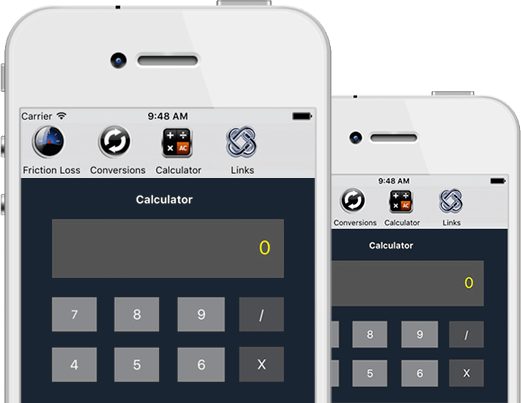 Carrier 9:48 AM
Friction Loss Conversions Calculator Links
Calculator
0
7 8 9 /
4 5 6 X
9:48 AM
Conversions Calculator Links
Calculator
0
8 9 /
5 6 X